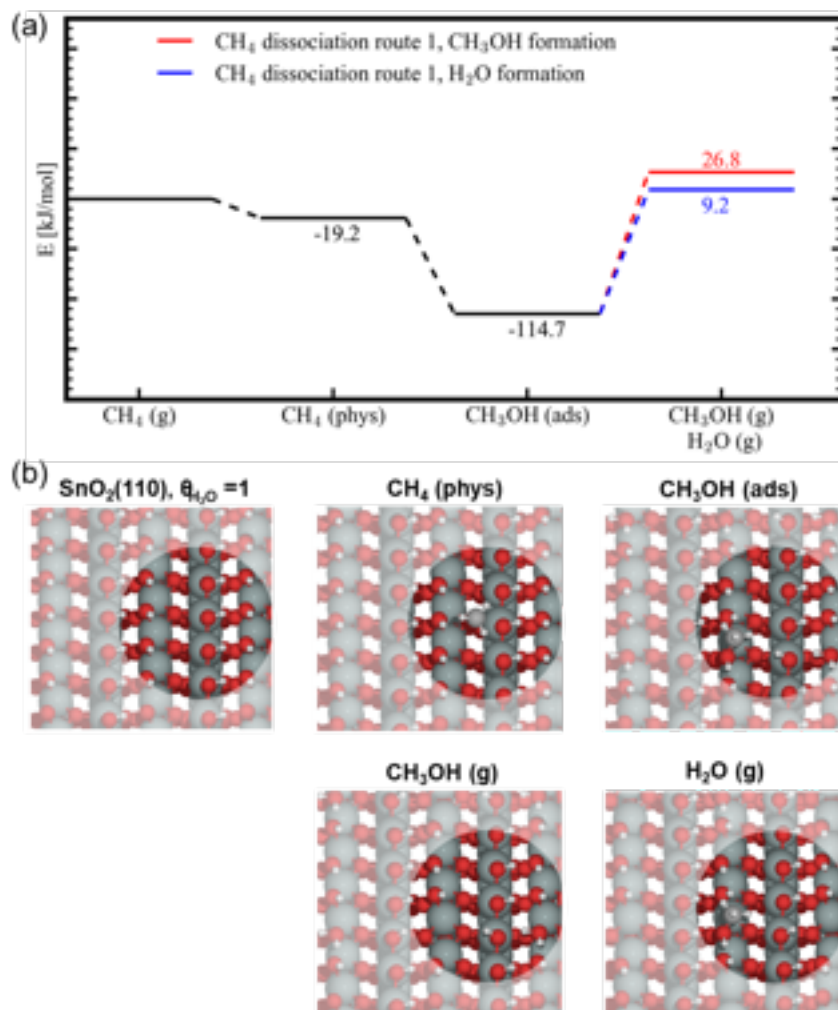 (a)
CH₄ dissociation route 1, CH₃OH formation
CH₄ dissociation route 1, H₂O formation
E [kJ/mol]
26.8
9.2
-19.2
-114.7
CH₄ (g)
CH₄ (phys)
CH₃OH (ads)
CH₃OH (g)
H₂O (g)
(b)
SnO₂(110), θ_H₂O =1
CH₄ (phys)
CH₃OH (ads)
CH₃OH (g)
H₂O (g)